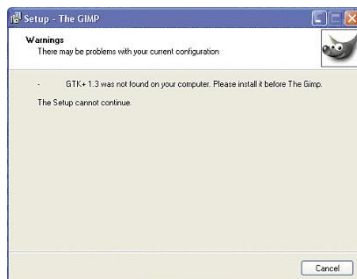 Setup - The GIMP
Warnings
There may be problems with your current configuration
- GTK+ 1.3 was not found on your computer. Please install it before The Gimp.
The Setup cannot continue.
Cancel